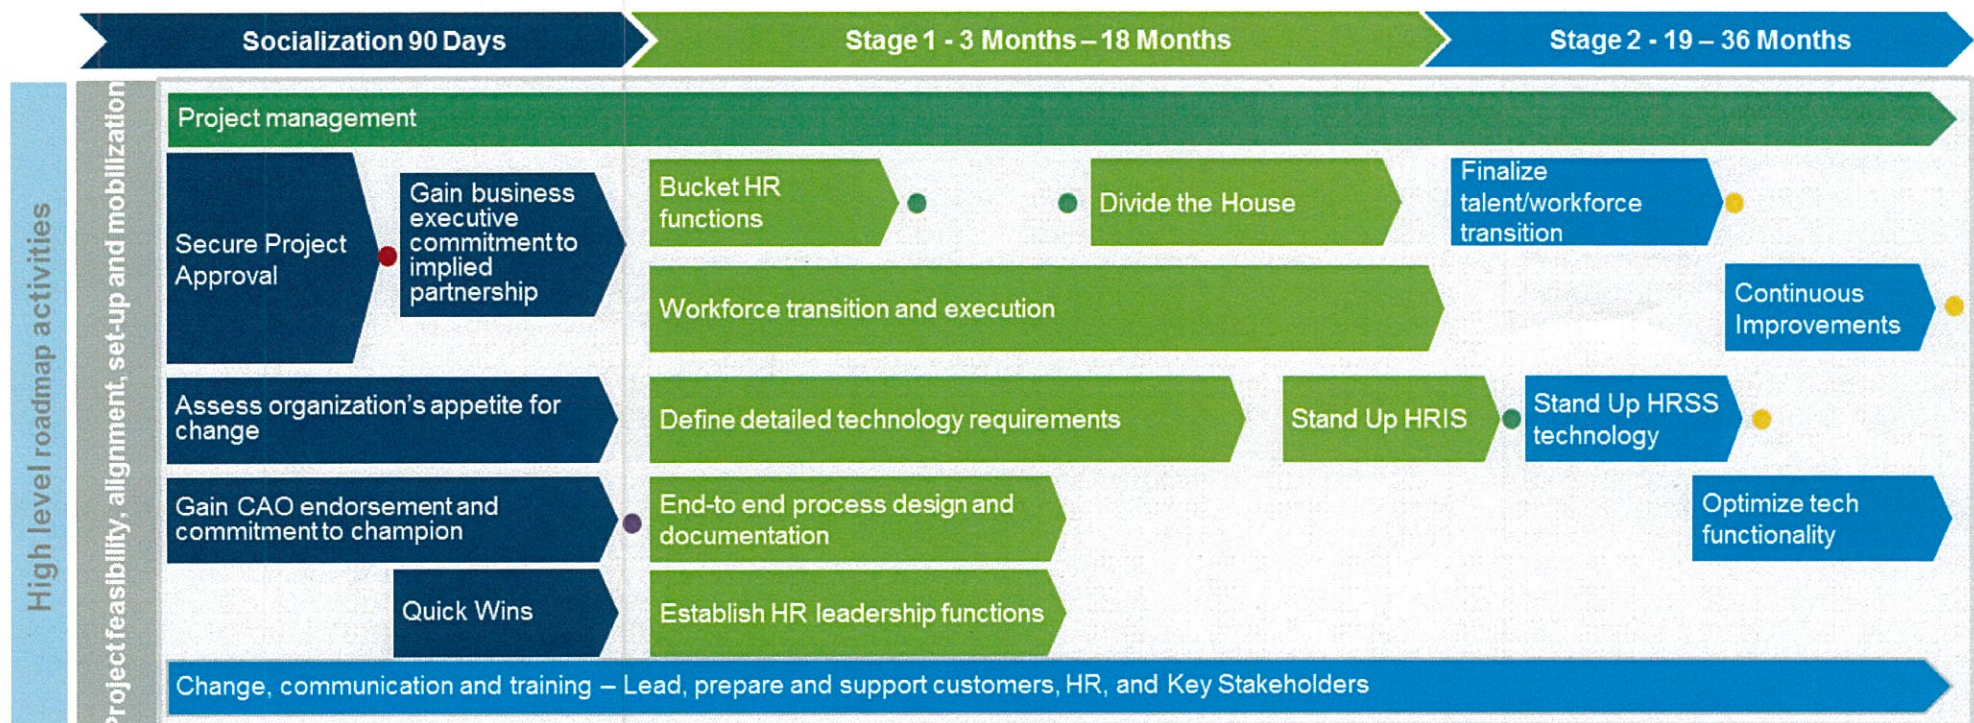 Socialization 90 Days
Stage 1 - 3 Months – 18 Months
Stage 2 - 19 – 36 Months
High level roadmap activities
Project feasibility, alignment, set-up and mobilization
Project management
Secure Project
Approval
Gain business
executive
commitment to
implied
partnership
Bucket HR
functions
Divide the House
Finalize
talent/workforce
transition
Workforce transition and execution
Continuous
Improvements
Assess organization's appetite for
change
Define detailed technology requirements
Stand Up HRIS
Stand Up HRSS
technology
Gain CAO endorsement and
commitment to champion
End-to end process design and
documentation
Optimize tech
functionality
Quick Wins
Establish HR leadership functions
Change, communication and training – Lead, prepare and support customers, HR, and Key Stakeholders